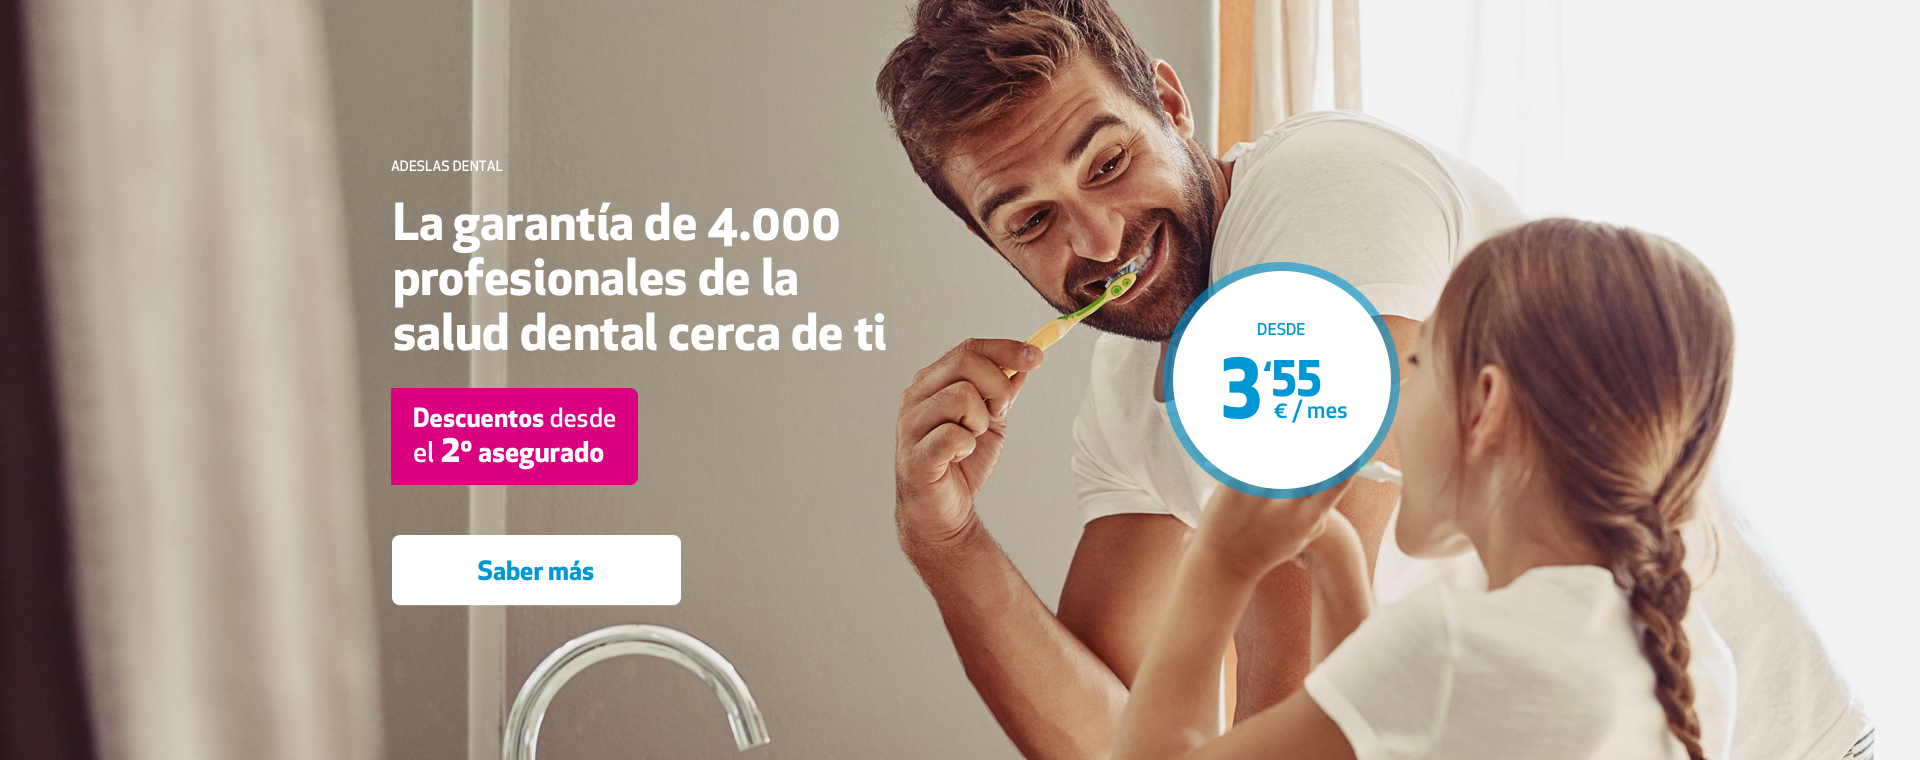 ADESLAS DENTAL
La garantía de 4.000
profesionales de la
salud dental cerca de ti
Descuentos desde
el 2º asegurado
Saber más
DESDE
3‘55
€ / mes